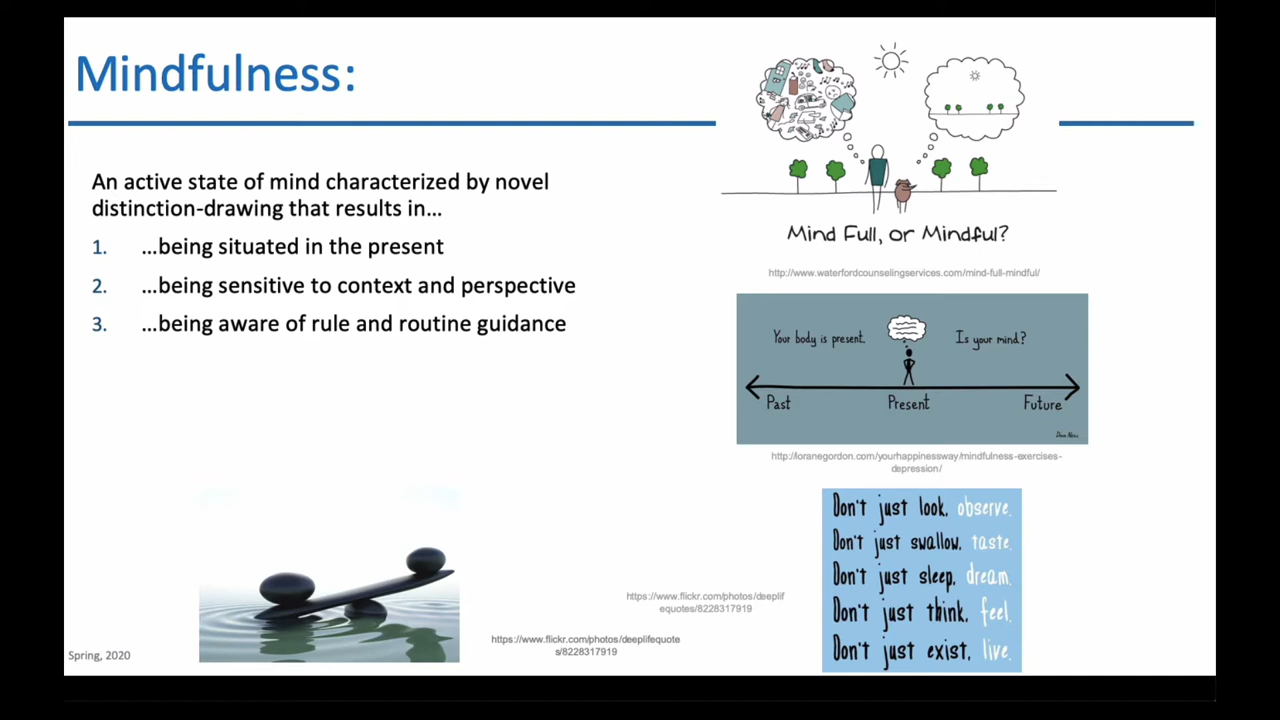 Mindfulness:
An active state of mind characterized by novel
distinction-drawing that results in…
1. …being situated in the present
2. …being sensitive to context and perspective
3. …being aware of rule and routine guidance
Mind Full, or Mindful?
http://www.waterfordcounselingservices.com/mind-full-mindful/
Your body is present. Is your mind?
Past Present Future
http://loranegordon.com/yourhappinessway/mindfulness-exercises-
depression/
Don't just look, observe.
Don't just swallow, taste.
Don't just sleep, dream.
Don't just think, feel.
Don't just exist, live.
https://www.flickr.com/photos/deeplif
equotes/8228317919
https://www.flickr.com/photos/deeplifequote
s/8228317919
Spring, 2020